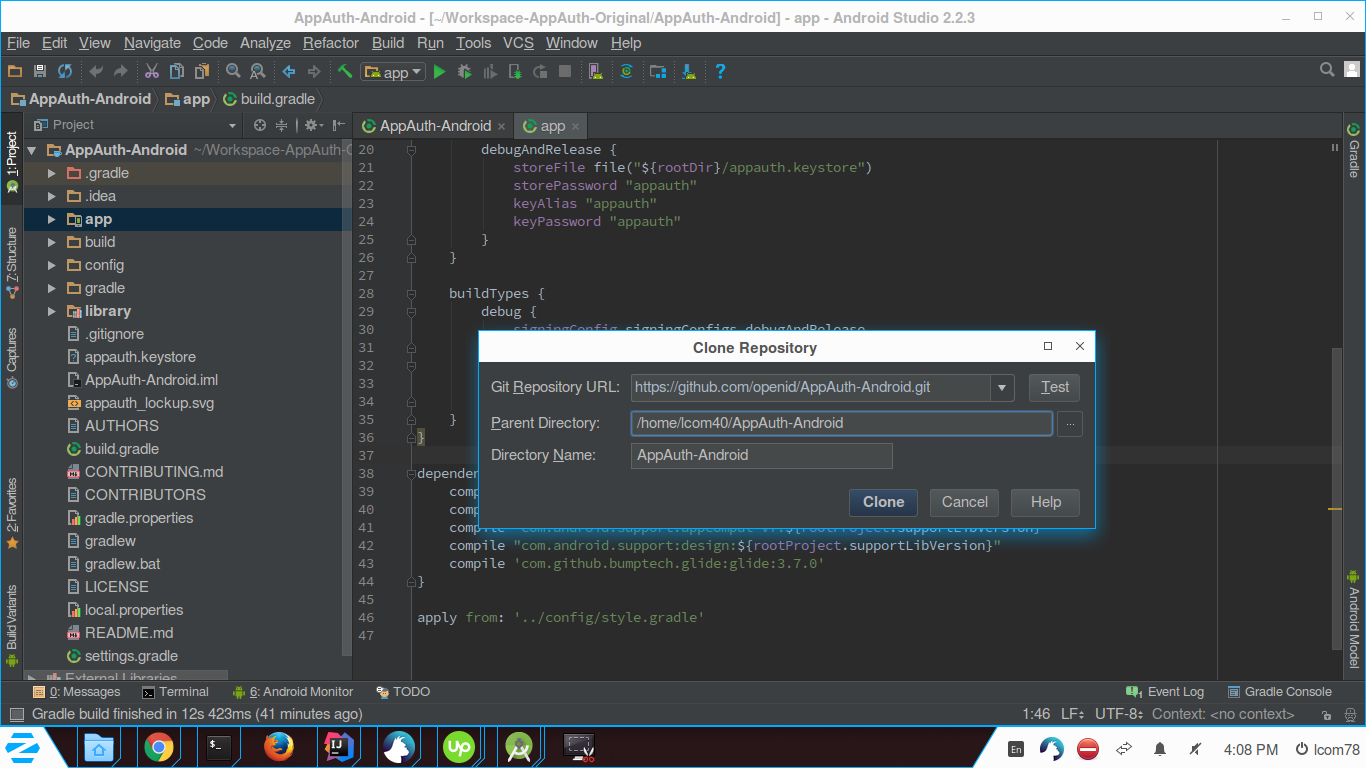 AppAuth-Android - [~/Workspace-AppAuth-Original/AppAuth-Android] - app - Android Studio 2.2.3
File Edit View Navigate Code Analyze Refactor Build Run Tools VCS Window Help
app
AppAuth-Android app build.gradle
Project
AppAuth-Android app
1: Project
7: Structure
Captures
2: Favorites
Build Variants
AppAuth-Android ~/Workspace-AppAuth-
.gradle
.idea
app
build
config
gradle
library
.gitignore
appauth.keystore
AppAuth-Android.iml
appauth_lockup.svg
AUTHORS
build.gradle
CONTRIBUTING.md
CONTRIBUTORS
gradle.properties
gradlew
gradlew.bat
LICENSE
local.properties
README.md
settings.gradle
External Libraries
20 debugAndRelease {
21 storeFile file("${rootDir}/appauth.keystore")
22 storePassword "appauth"
23 keyAlias "appauth"
24 keyPassword "appauth"
25 }
26 }
27
28 buildTypes {
29 debug {
30 signingConfig signingConfigs.debugAndRelease
31
32
33
34
35 }
36 }
37
38 depende
39 comp
40 comp
41 compile "com.android.support:appcompat-v7:${rootProject.supportLibVersion}"
42 compile "com.android.support:design:${rootProject.supportLibVersion}"
43 compile 'com.github.bumptech.glide:glide:3.7.0'
44 }
45
46 apply from: '../config/style.gradle'
47
Clone Repository
Git Repository URL: https://github.com/openid/AppAuth-Android.git Test
Parent Directory: /home/lcom40/AppAuth-Android ...
Directory Name: AppAuth-Android
Clone Cancel Help
Gradle
Android Model
0: Messages Terminal 6: Android Monitor TODO Event Log Gradle Console
Gradle build finished in 12s 423ms (41 minutes ago) 1:46 LF UTF-8 Context: <no context>
IJ Up En 4:08 PM lcom78